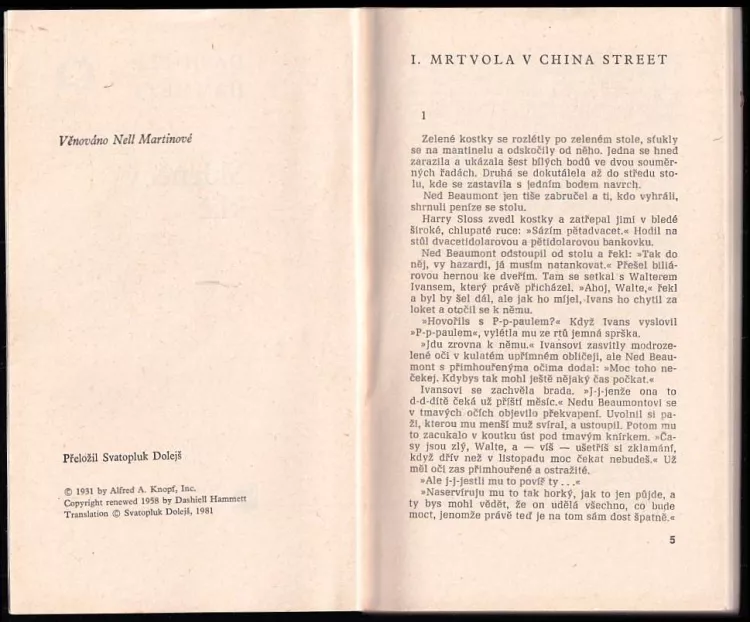 Věnováno Nell Martinové
Přeložil Svatopluk Dolejš
© 1931 by Alfred A. Knopf, Inc.
Copyright renewed 1958 by Dashiell Hammett
Translation © Svatopluk Dolejš, 1981
I. MRTVOLA V CHINA STREET
1
Zelené kostky se rozlétly po zeleném stole, sťukly
se na mantinelu a odskočily od něho. Jedna se hned
zarazila a ukázala šest bílých bodů ve dvou souměr-
ných řadách. Druhá se dokutálela až do středu sto-
lu, kde se zastavila s jedním bodem navrch.
Ned Beaumont jen tiše zabručel a ti, kdo vyhráli,
shrnuli peníze se stolu.
Harry Sloss zvedl kostky a zatřepal jimi v bledé
široké, chlupaté ruce: »Sázím pětadvacet.« Hodil na
stůl dvacetidolarovou a pětidolarovou bankovku.
Ned Beaumont odstoupil od stolu a řekl: »Tak do
něj, vy hazardi, já musím natankovat.« Přešel biliá-
rovou hernou ke dveřím. Tam se setkal s Walterem
Ivansem, který právě přicházel. »Ahoj, Walte,« řekl
a byl by šel dál, ale jak ho míjel, Ivans ho chytil za
loket a otočil se k němu.
»Hovořils s P-p-paulem?« Když Ivans vyslovil
»P-p-paulem«, vylétla mu ze rtů jemná sprška.
»Jdu zrovna k němu.« Ivansovi zasvitly modroze-
lené oči v kulatém upřímném obličeji, ale Ned Beau-
mont s přimhouřenýma očima dodal: »Moc toho ne-
čekej. Kdybys tak mohl ještě nějaký čas počkat.«
Ivansovi se zachvěla brada. »J-j-jenže ona to
d-d-dítě čeká už příští měsíc.« Nedu Beaumontovi se
v tmavých očích objevilo překvapení. Uvolnil si pa-
ži, kterou mu menší muž svíral, a ustoupil. Potom mu
to zacukalo v koutku úst pod tmavým knírkem. »Ča-
sy jsou zlý, Walte, a — víš — ušetříš si zklamání,
když dřív než v listopadu moc čekat nebudeš.« Už
měl oči zas přimhouřené a ostražité.
»Ale j-j-jestli mu to povíš ty . . .«
»Naservíruju mu to tak horký, jak to jen půjde, a
ty bys mohl vědět, že on udělá všechno, co bude
moct, jenomže právě teď je na tom sám dost špatně.«
5